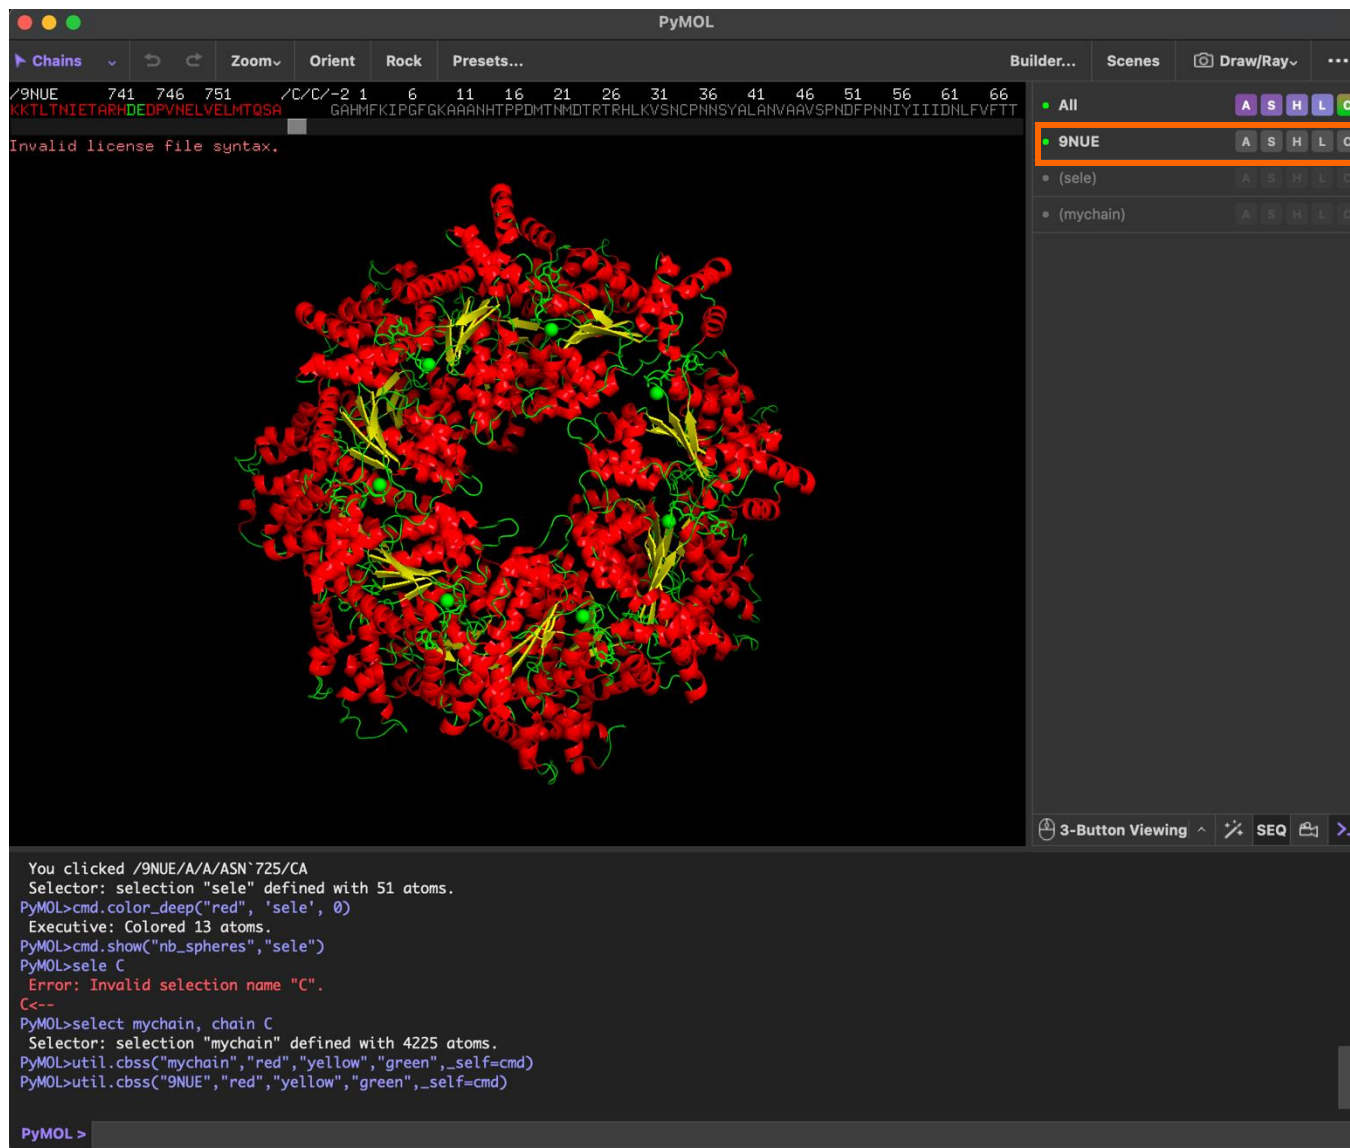 PyMOL
Chains Zoom Orient Rock Presets... Builder... Scenes Draw/Ray ...
/9NUE 741 746 751 /C/C/-2 1 6 11 16 21 26 31 36 41 46 51 56 61 66
KKTLTNIETARHDEDPVNELVELMTQSA GAHMFKIPGFGKAAANHTPPDMTNMDTRTRHLKVSNCPNNSYALANVAAVSPNDFPNNIYIIIDNLFVFTT
Invalid license file syntax.
All A S H L C
9NUE A S H L C
(sele) A S H L C
(mychain) A S H L C
3-Button Viewing SEQ
You clicked /9NUE/A/A/ASN`725/CA
Selector: selection "sele" defined with 51 atoms.
PyMOL>cmd.color_deep("red", 'sele', 0)
Executive: Colored 13 atoms.
PyMOL>cmd.show("nb_spheres","sele")
PyMOL>sele C
Error: Invalid selection name "C".
C<--
PyMOL>select mychain, chain C
Selector: selection "mychain" defined with 4225 atoms.
PyMOL>util.cbss("mychain","red","yellow","green",_self=cmd)
PyMOL>util.cbss("9NUE","red","yellow","green",_self=cmd)
PyMOL >